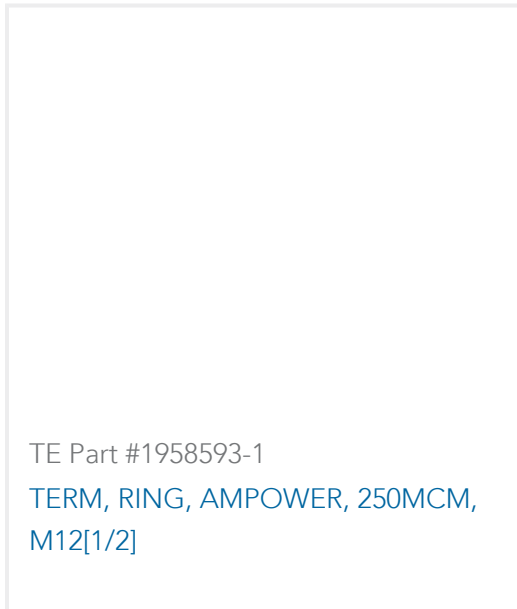 TE Part #1958593-1
TERM, RING, AMPOWER, 250MCM,
M12[1/2]